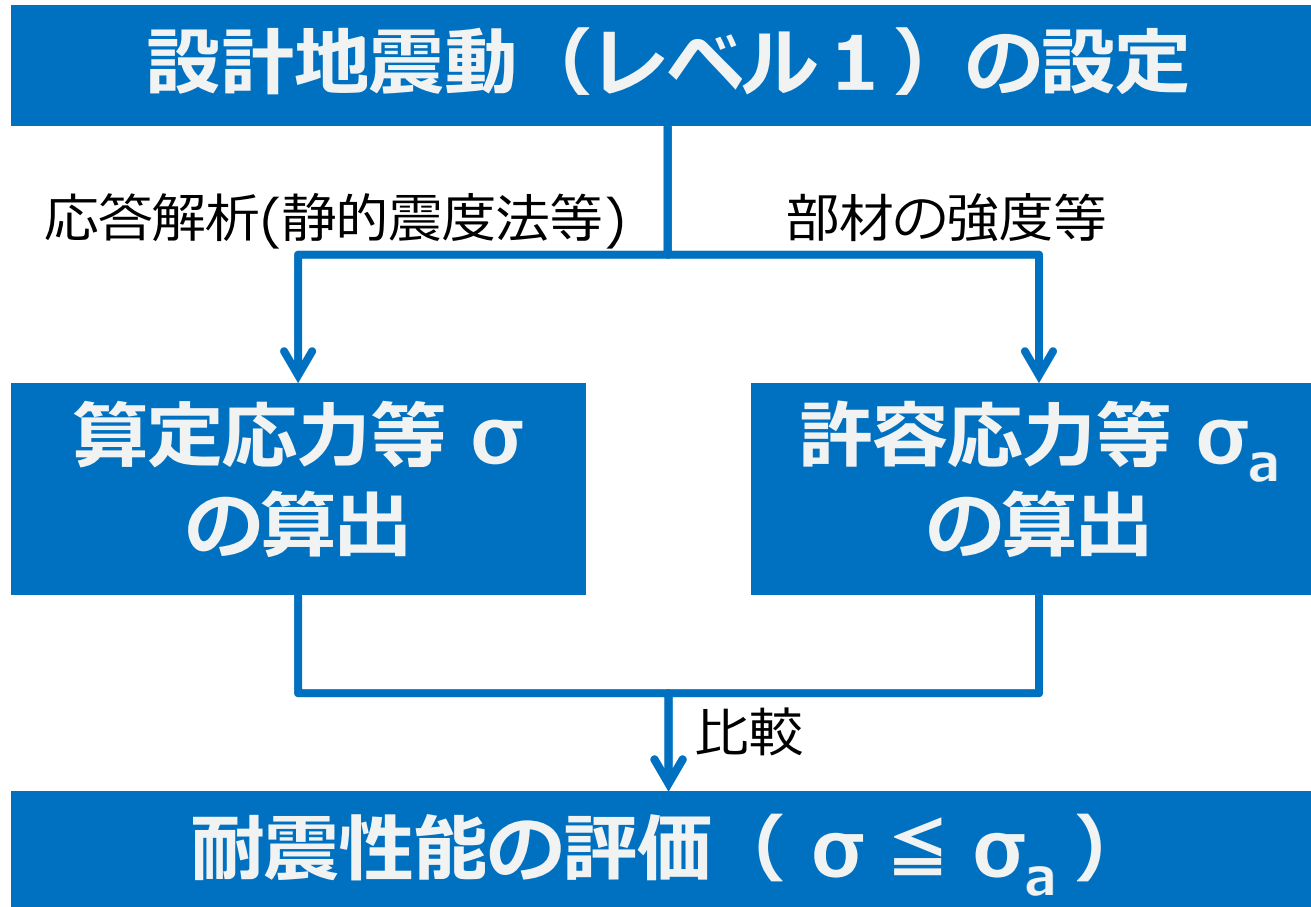 設計地震動（レベル１）の設定
応答解析(静的震度法等)
部材の強度等
算定応力等 σ
の算出
許容応力等 σa
の算出
比較
耐震性能の評価（ σ ≦ σa ）